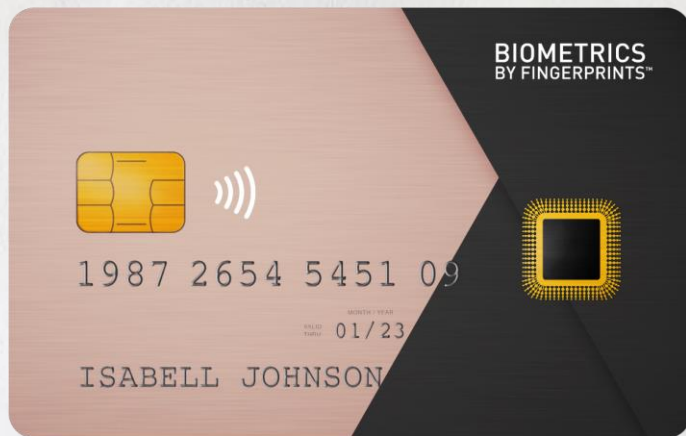 BIOMETRICS
BY FINGERPRINTS™
1987 2654 5451 09
MONTH / YEAR
VALID
THRU
01/23
ISABELL JOHNSON